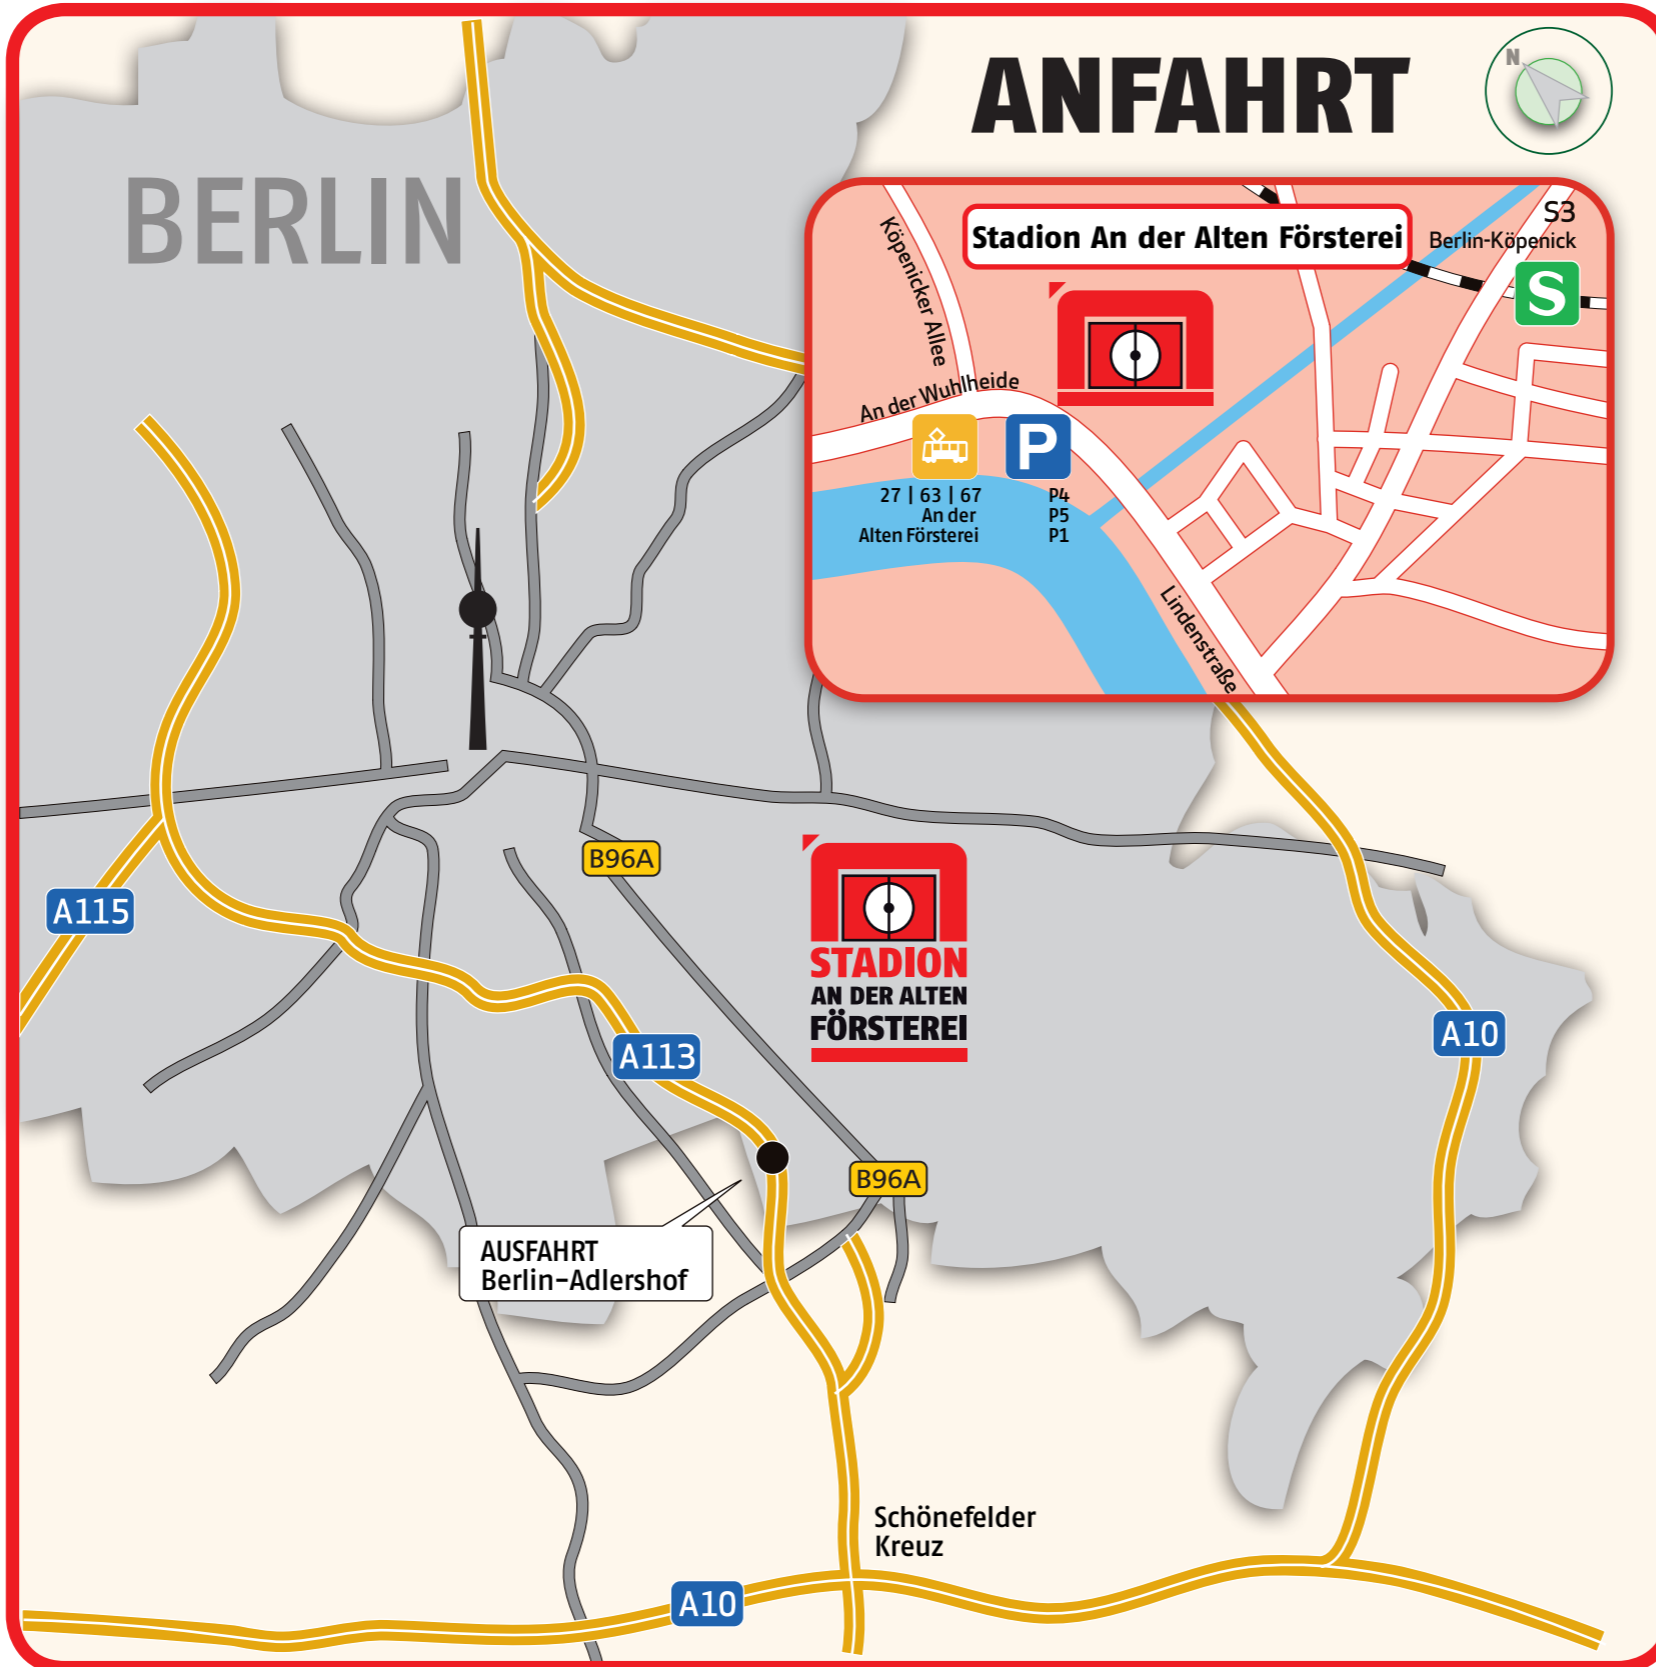 ANFAHRT
N
BERLIN
Stadion An der Alten Försterei
S3
Berlin-Köpenick
S
Köpenicker Allee
An der Wuhlheide
P
27 | 63 | 67
An der
Alten Försterei
P4
P5
P1
Lindenstraße
B96A
A115
STADION
AN DER ALTEN
FÖRSTEREI
A113
A10
B96A
AUSFAHRT
Berlin-Adlershof
Schönefelder
Kreuz
A10